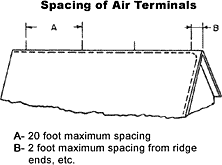 Spacing of Air Terminals
A
B
A- 20 foot maximum spacing
B- 2 foot maximum spacing from ridge
ends, etc.